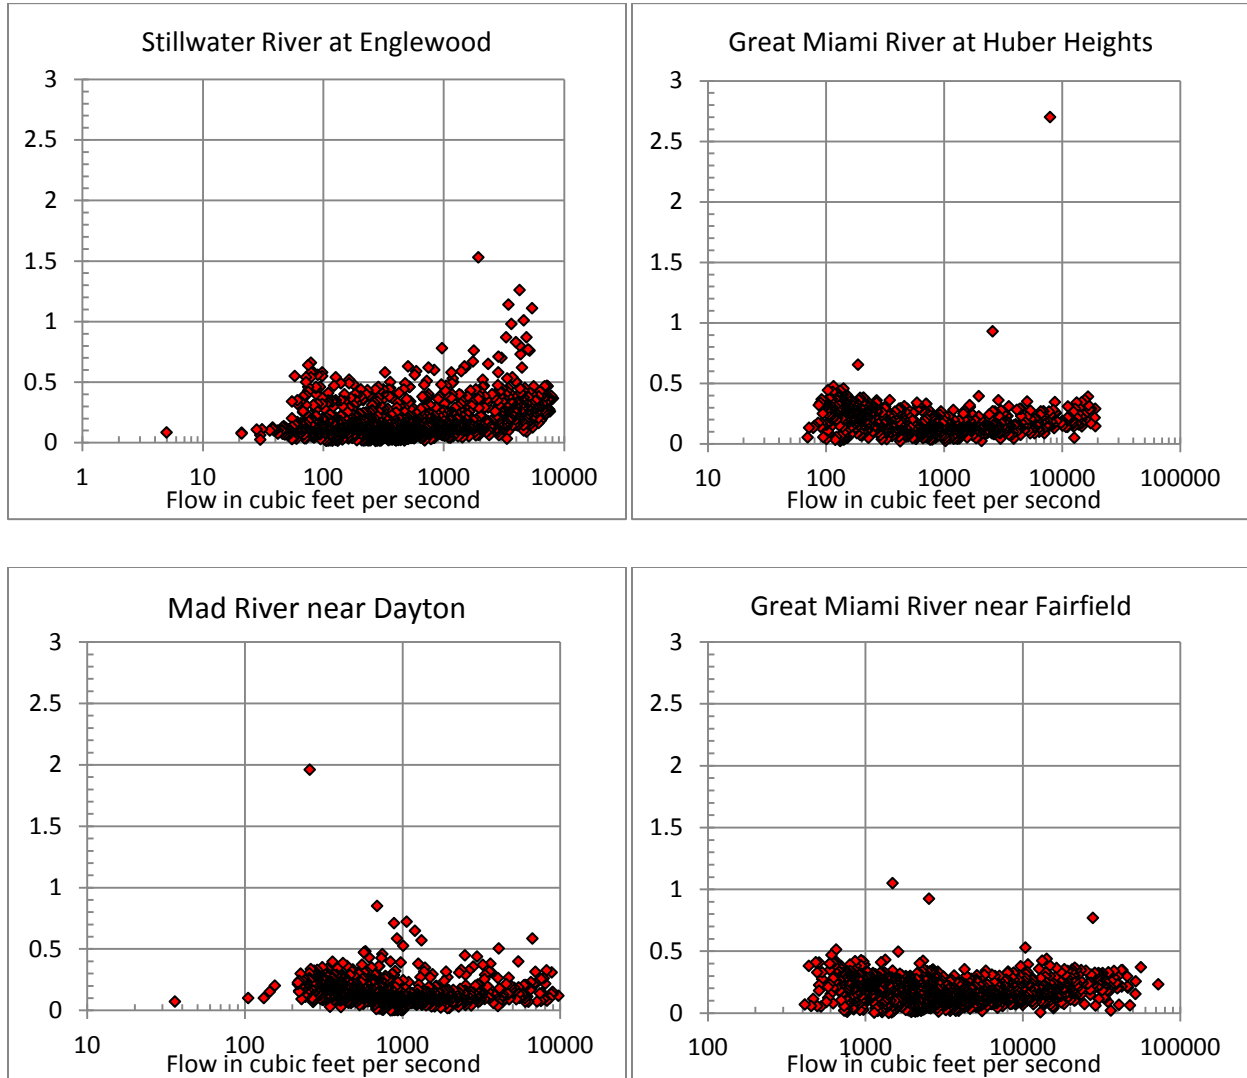 Stillwater River at Englewood
3
2.5
2
1.5
1
0.5
0
1 10 100 1000 10000
Flow in cubic feet per second
Great Miami River at Huber Heights
3
2.5
2
1.5
1
0.5
0
10 100 1000 10000 100000
Flow in cubic feet per second
Mad River near Dayton
3
2.5
2
1.5
1
0.5
0
10 100 1000 10000
Flow in cubic feet per second
Great Miami River near Fairfield
3
2.5
2
1.5
1
0.5
0
100 1000 10000 100000
Flow in cubic feet per second